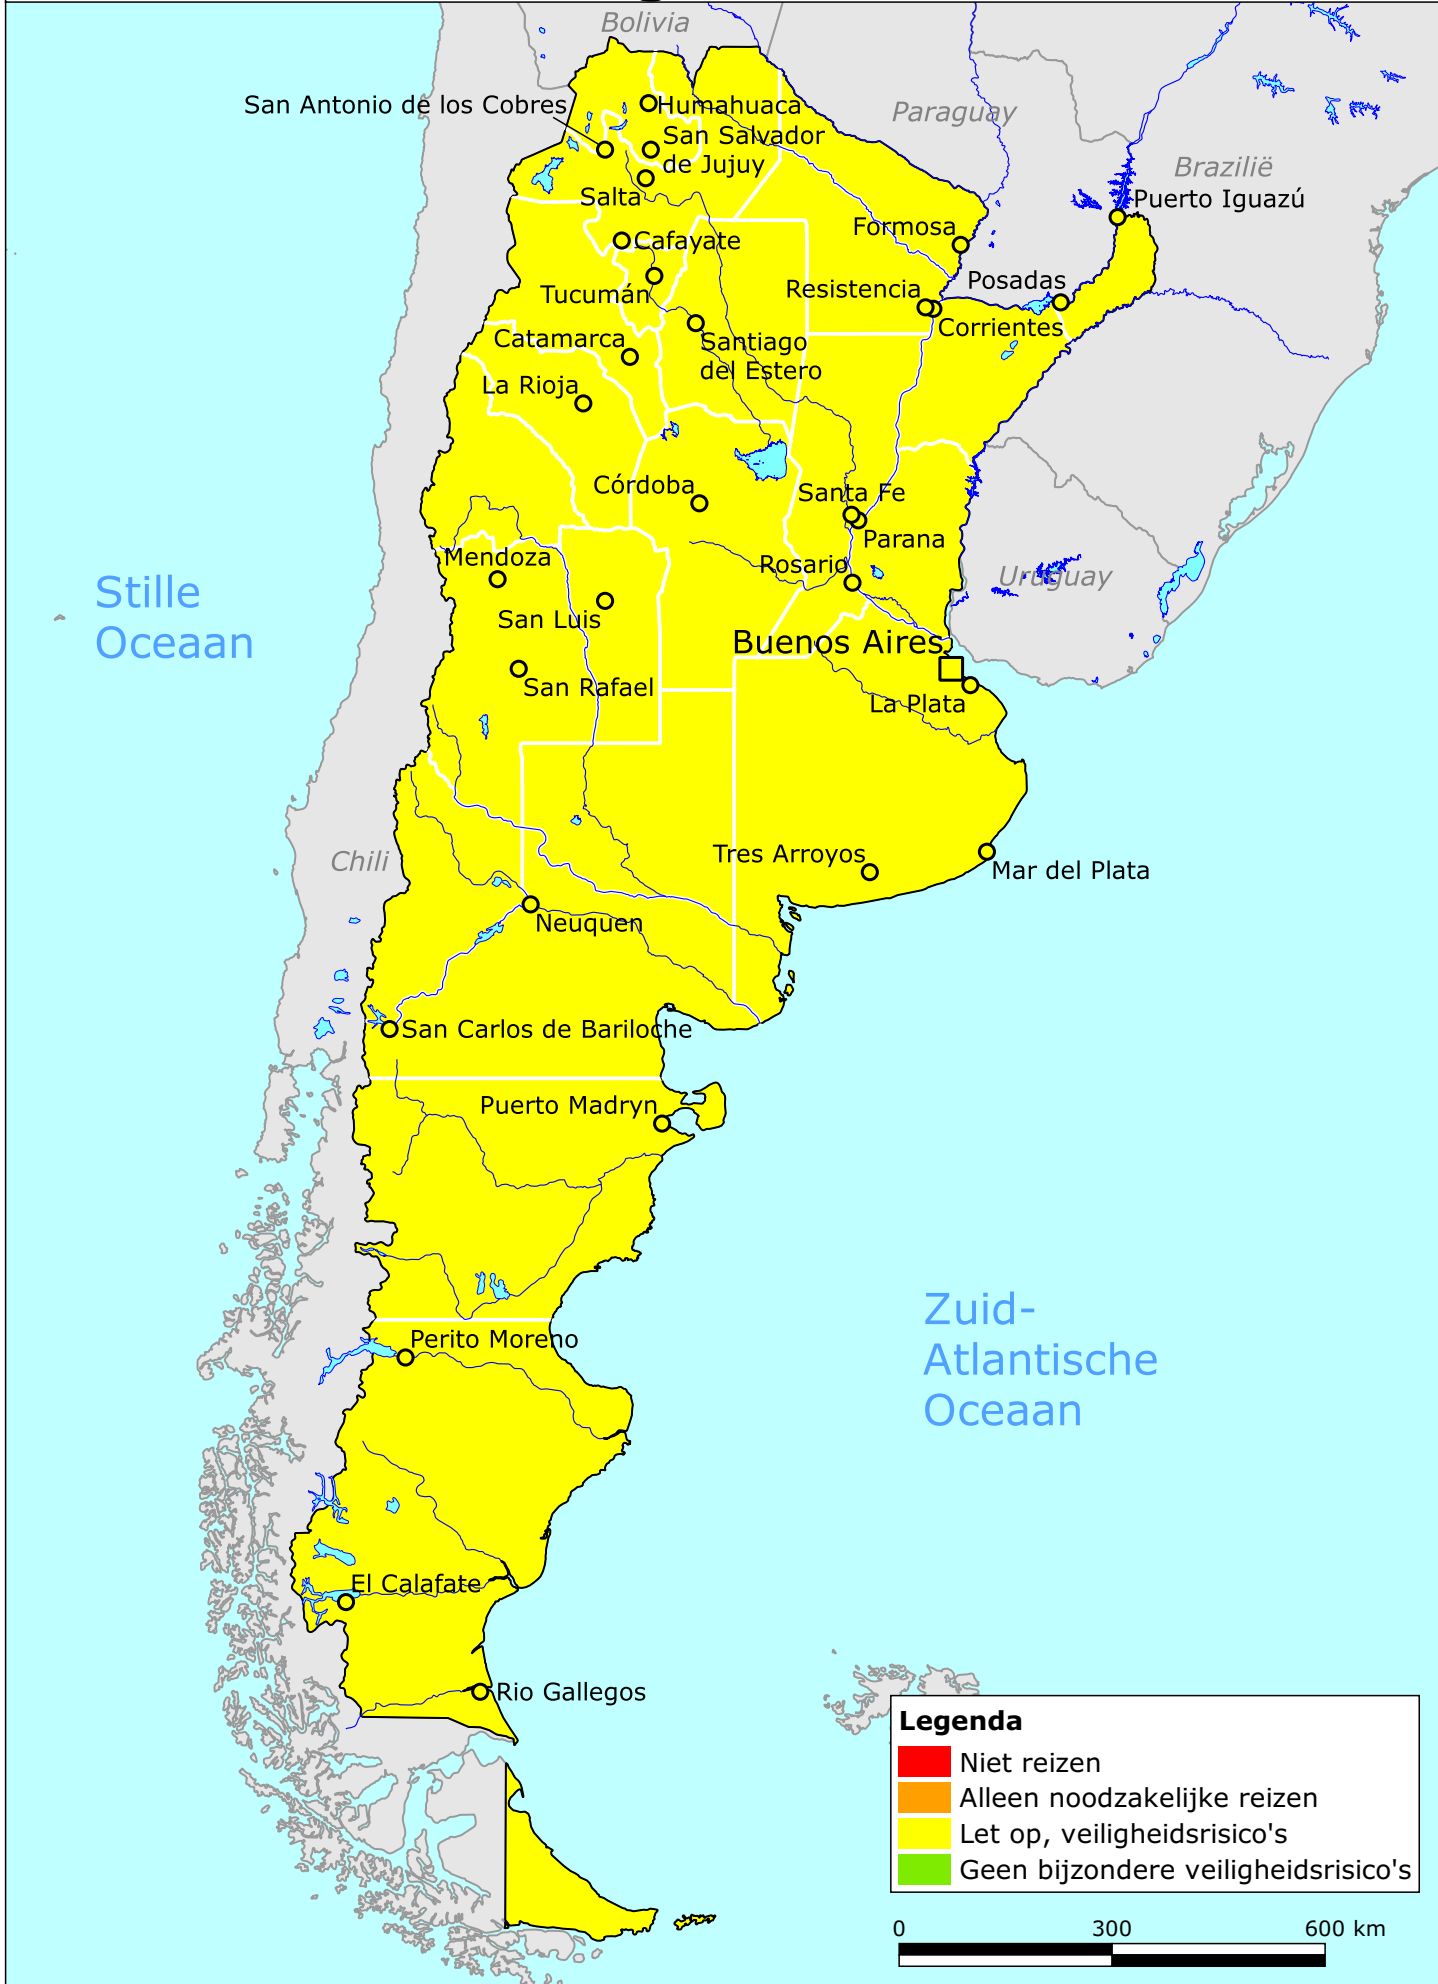 Bolivia
San Antonio de los Cobres
Humahuaca
Paraguay
San Salvador
de Jujuy
Brazilië
Salta
Puerto Iguazú
Formosa
Cafayate
Tucumán
Resistencia
Posadas
Corrientes
Catamarca
Santiago
del Estero
La Rioja
Córdoba
Santa Fe
Parana
Mendoza
Rosario
Uruguay
Stille
Oceaan
San Luis
Buenos Aires
San Rafael
La Plata
Chili
Tres Arroyos
Mar del Plata
Neuquen
San Carlos de Bariloche
Puerto Madryn
Zuid-
Atlantische
Oceaan
Perito Moreno
El Calafate
Rio Gallegos
Legenda
Niet reizen
Alleen noodzakelijke reizen
Let op, veiligheidsrisico's
Geen bijzondere veiligheidsrisico's
0 300 600 km